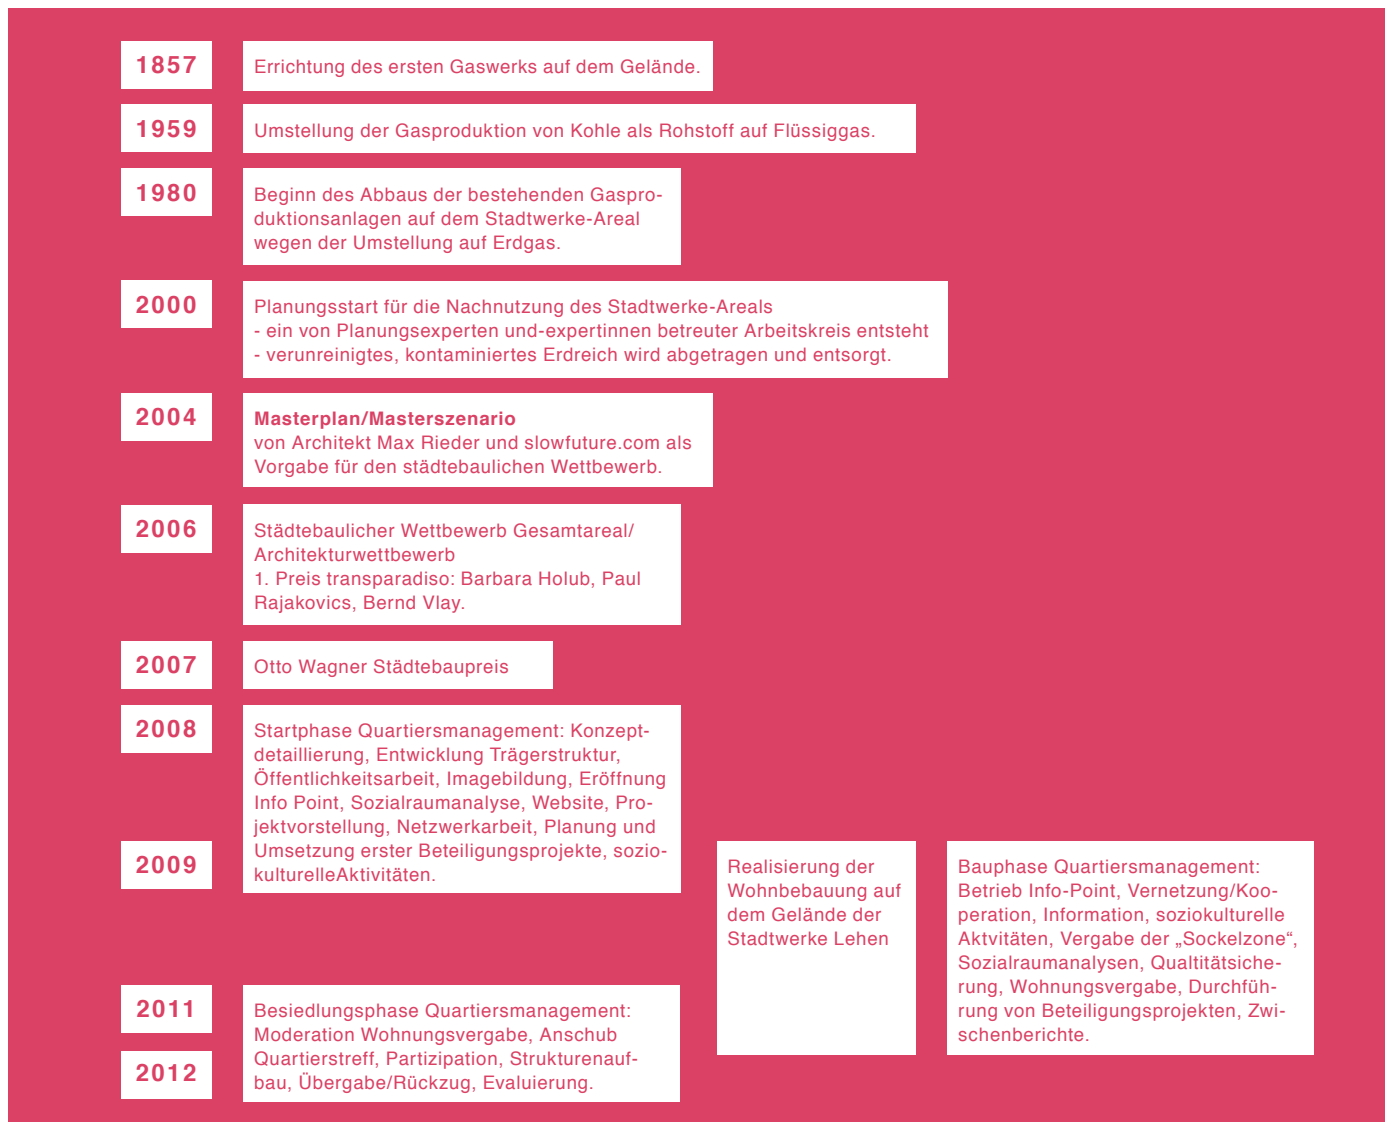 1857
Errichtung des ersten Gaswerks auf dem Gelände.
1959
Umstellung der Gasproduktion von Kohle als Rohstoff auf Flüssiggas.
1980
Beginn des Abbaus der bestehenden Gaspro-
duktionsanlagen auf dem Stadtwerke-Areal
wegen der Umstellung auf Erdgas.
2000
Planungsstart für die Nachnutzung des Stadtwerke-Areals
- ein von Planungsexperten und-expertinnen betreuter Arbeitskreis entsteht
- verunreinigtes, kontaminiertes Erdreich wird abgetragen und entsorgt.
2004
Masterplan/Masterszenario
von Architekt Max Rieder und slowfuture.com als
Vorgabe für den städtebaulichen Wettbewerb.
2006
Städtebaulicher Wettbewerb Gesamtareal/
Architekturwettbewerb
1. Preis transparadiso: Barbara Holub, Paul
Rajakovics, Bernd Vlay.
2007
Otto Wagner Städtebaupreis
2008
Startphase Quartiersmanagement: Konzept-
detaillierung, Entwicklung Trägerstruktur,
Öffentlichkeitsarbeit, Imagebildung, Eröffnung
Info Point, Sozialraumanalyse, Website, Pro-
jektvorstellung, Netzwerkarbeit, Planung und
Umsetzung erster Beteiligungsprojekte, sozio-
kulturelleAktivitäten.
2009
Realisierung der
Wohnbebauung auf
dem Gelände der
Stadtwerke Lehen
Bauphase Quartiersmanagement:
Betrieb Info-Point, Vernetzung/Koo-
peration, Information, soziokulturelle
Aktvitäten, Vergabe der „Sockelzone“,
Sozialraumanalysen, Qualtitätsiche-
rung, Wohnungsvergabe, Durchfüh-
rung von Beteiligungsprojekten, Zwi-
schenberichte.
2011
Besiedlungsphase Quartiersmanagement:
Moderation Wohnungsvergabe, Anschub
Quartierstreff, Partizipation, Strukturenauf-
bau, Übergabe/Rückzug, Evaluierung.
2012